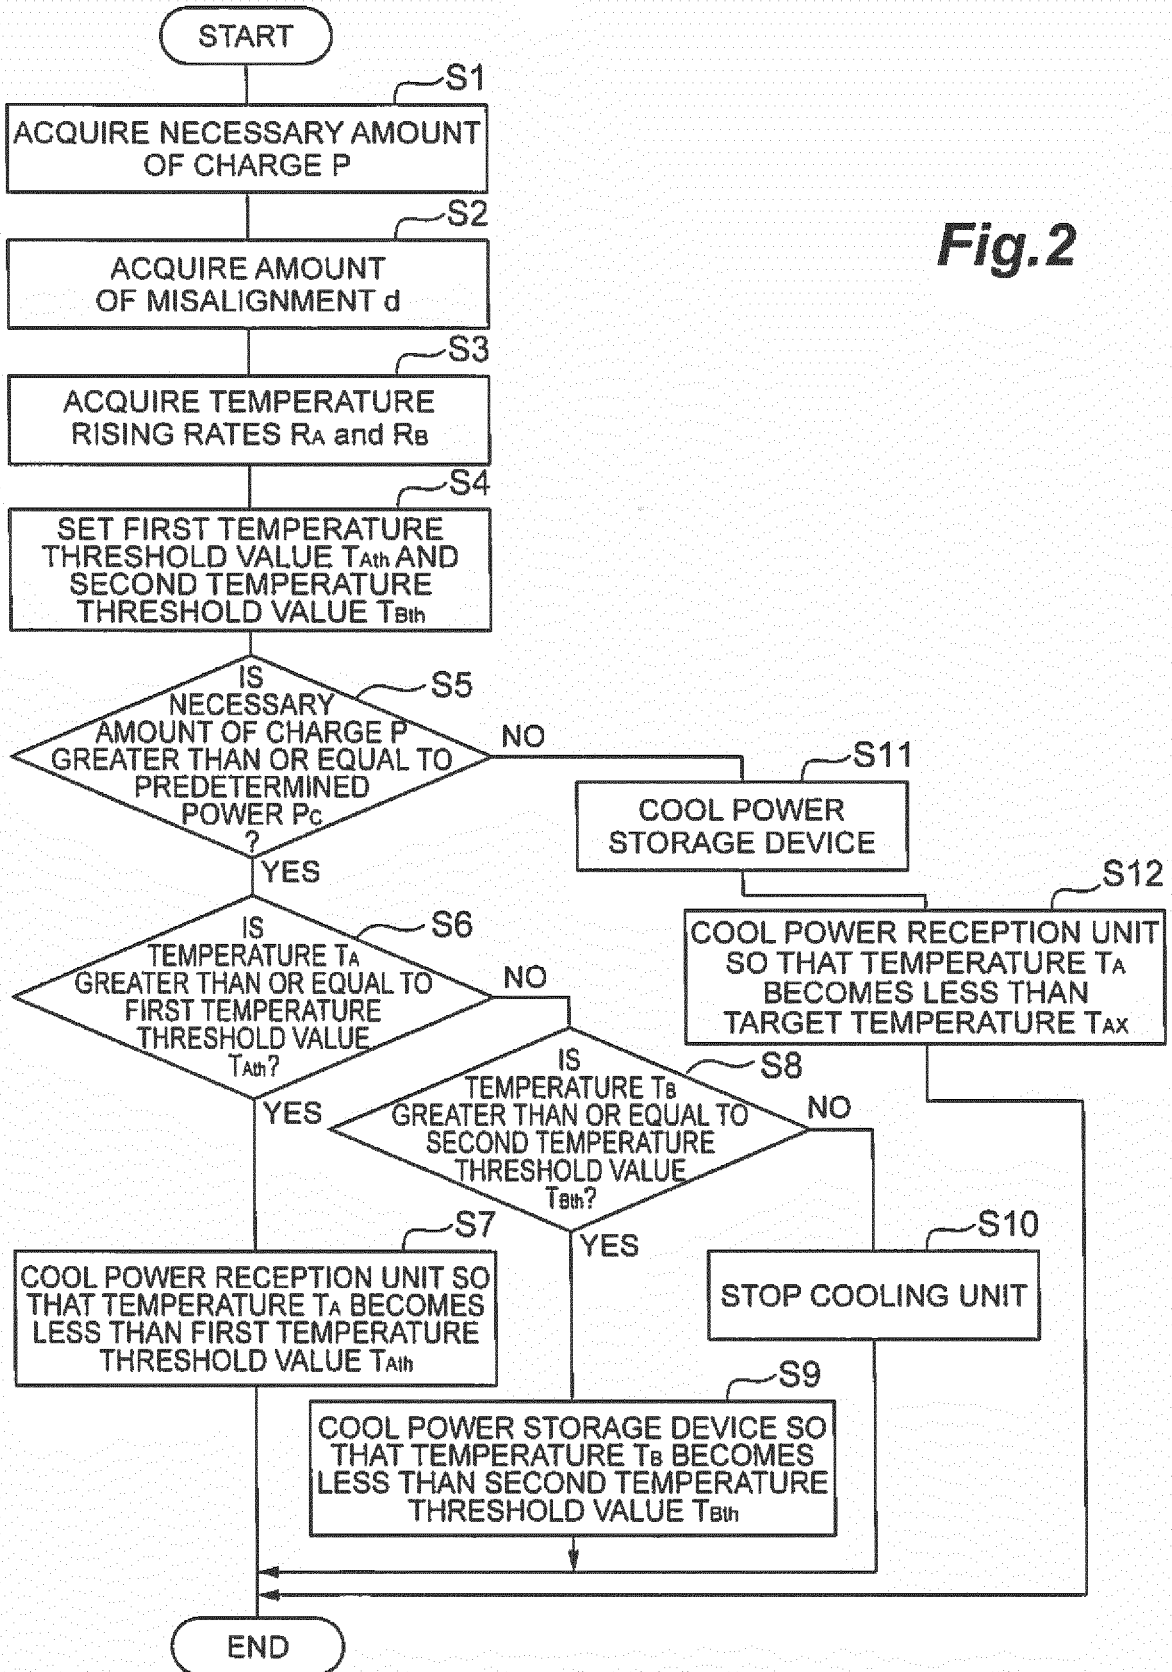 START
S1
ACQUIRE NECESSARY AMOUNT
OF CHARGE P
S2
Fig.2
ACQUIRE AMOUNT
OF MISALIGNMENT d
S3
ACQUIRE TEMPERATURE
RISING RATES RA and RB
S4
SET FIRST TEMPERATURE
THRESHOLD VALUE TAth AND
SECOND TEMPERATURE
THRESHOLD VALUE TBth
S5
IS
NECESSARY
AMOUNT OF CHARGE P
GREATER THAN OR EQUAL TO
PREDETERMINED
POWER PC
?
NO
YES
S11
COOL POWER
STORAGE DEVICE
S12
COOL POWER RECEPTION UNIT
SO THAT TEMPERATURE TA
BECOMES LESS THAN
TARGET TEMPERATURE TAX
S6
IS
TEMPERATURE TA
GREATER THAN OR EQUAL TO
FIRST TEMPERATURE
THRESHOLD VALUE
TAth?
NO
YES
S8
IS
TEMPERATURE TB
GREATER THAN OR EQUAL TO
SECOND TEMPERATURE
THRESHOLD VALUE
TBth?
NO
YES
S7
COOL POWER RECEPTION UNIT SO
THAT TEMPERATURE TA BECOMES
LESS THAN FIRST TEMPERATURE
THRESHOLD VALUE TAth
S10
STOP COOLING UNIT
S9
COOL POWER STORAGE DEVICE SO
THAT TEMPERATURE TB BECOMES
LESS THAN SECOND TEMPERATURE
THRESHOLD VALUE TBth
END